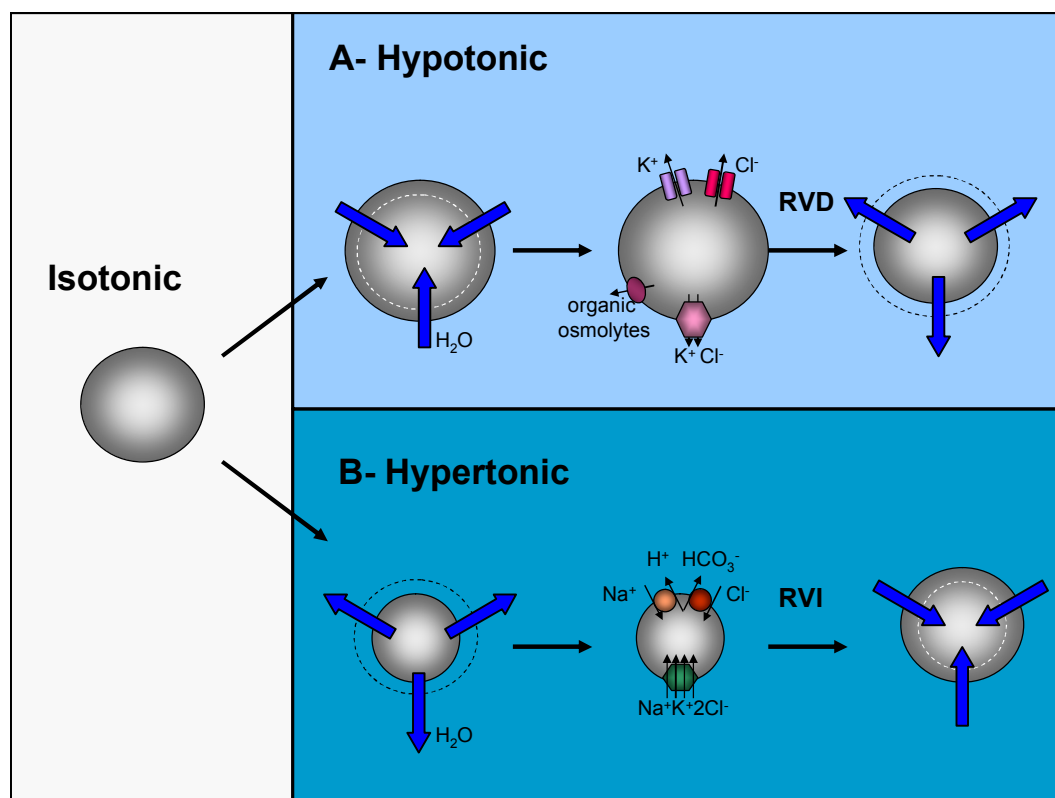 Isotonic
A- Hypotonic
H₂O
K⁺
Cl⁻
organic
osmolytes
K⁺ Cl⁻
RVD
B- Hypertonic
H₂O
H⁺ HCO₃⁻
Na⁺ Cl⁻
Na⁺K⁺2Cl⁻
RVI